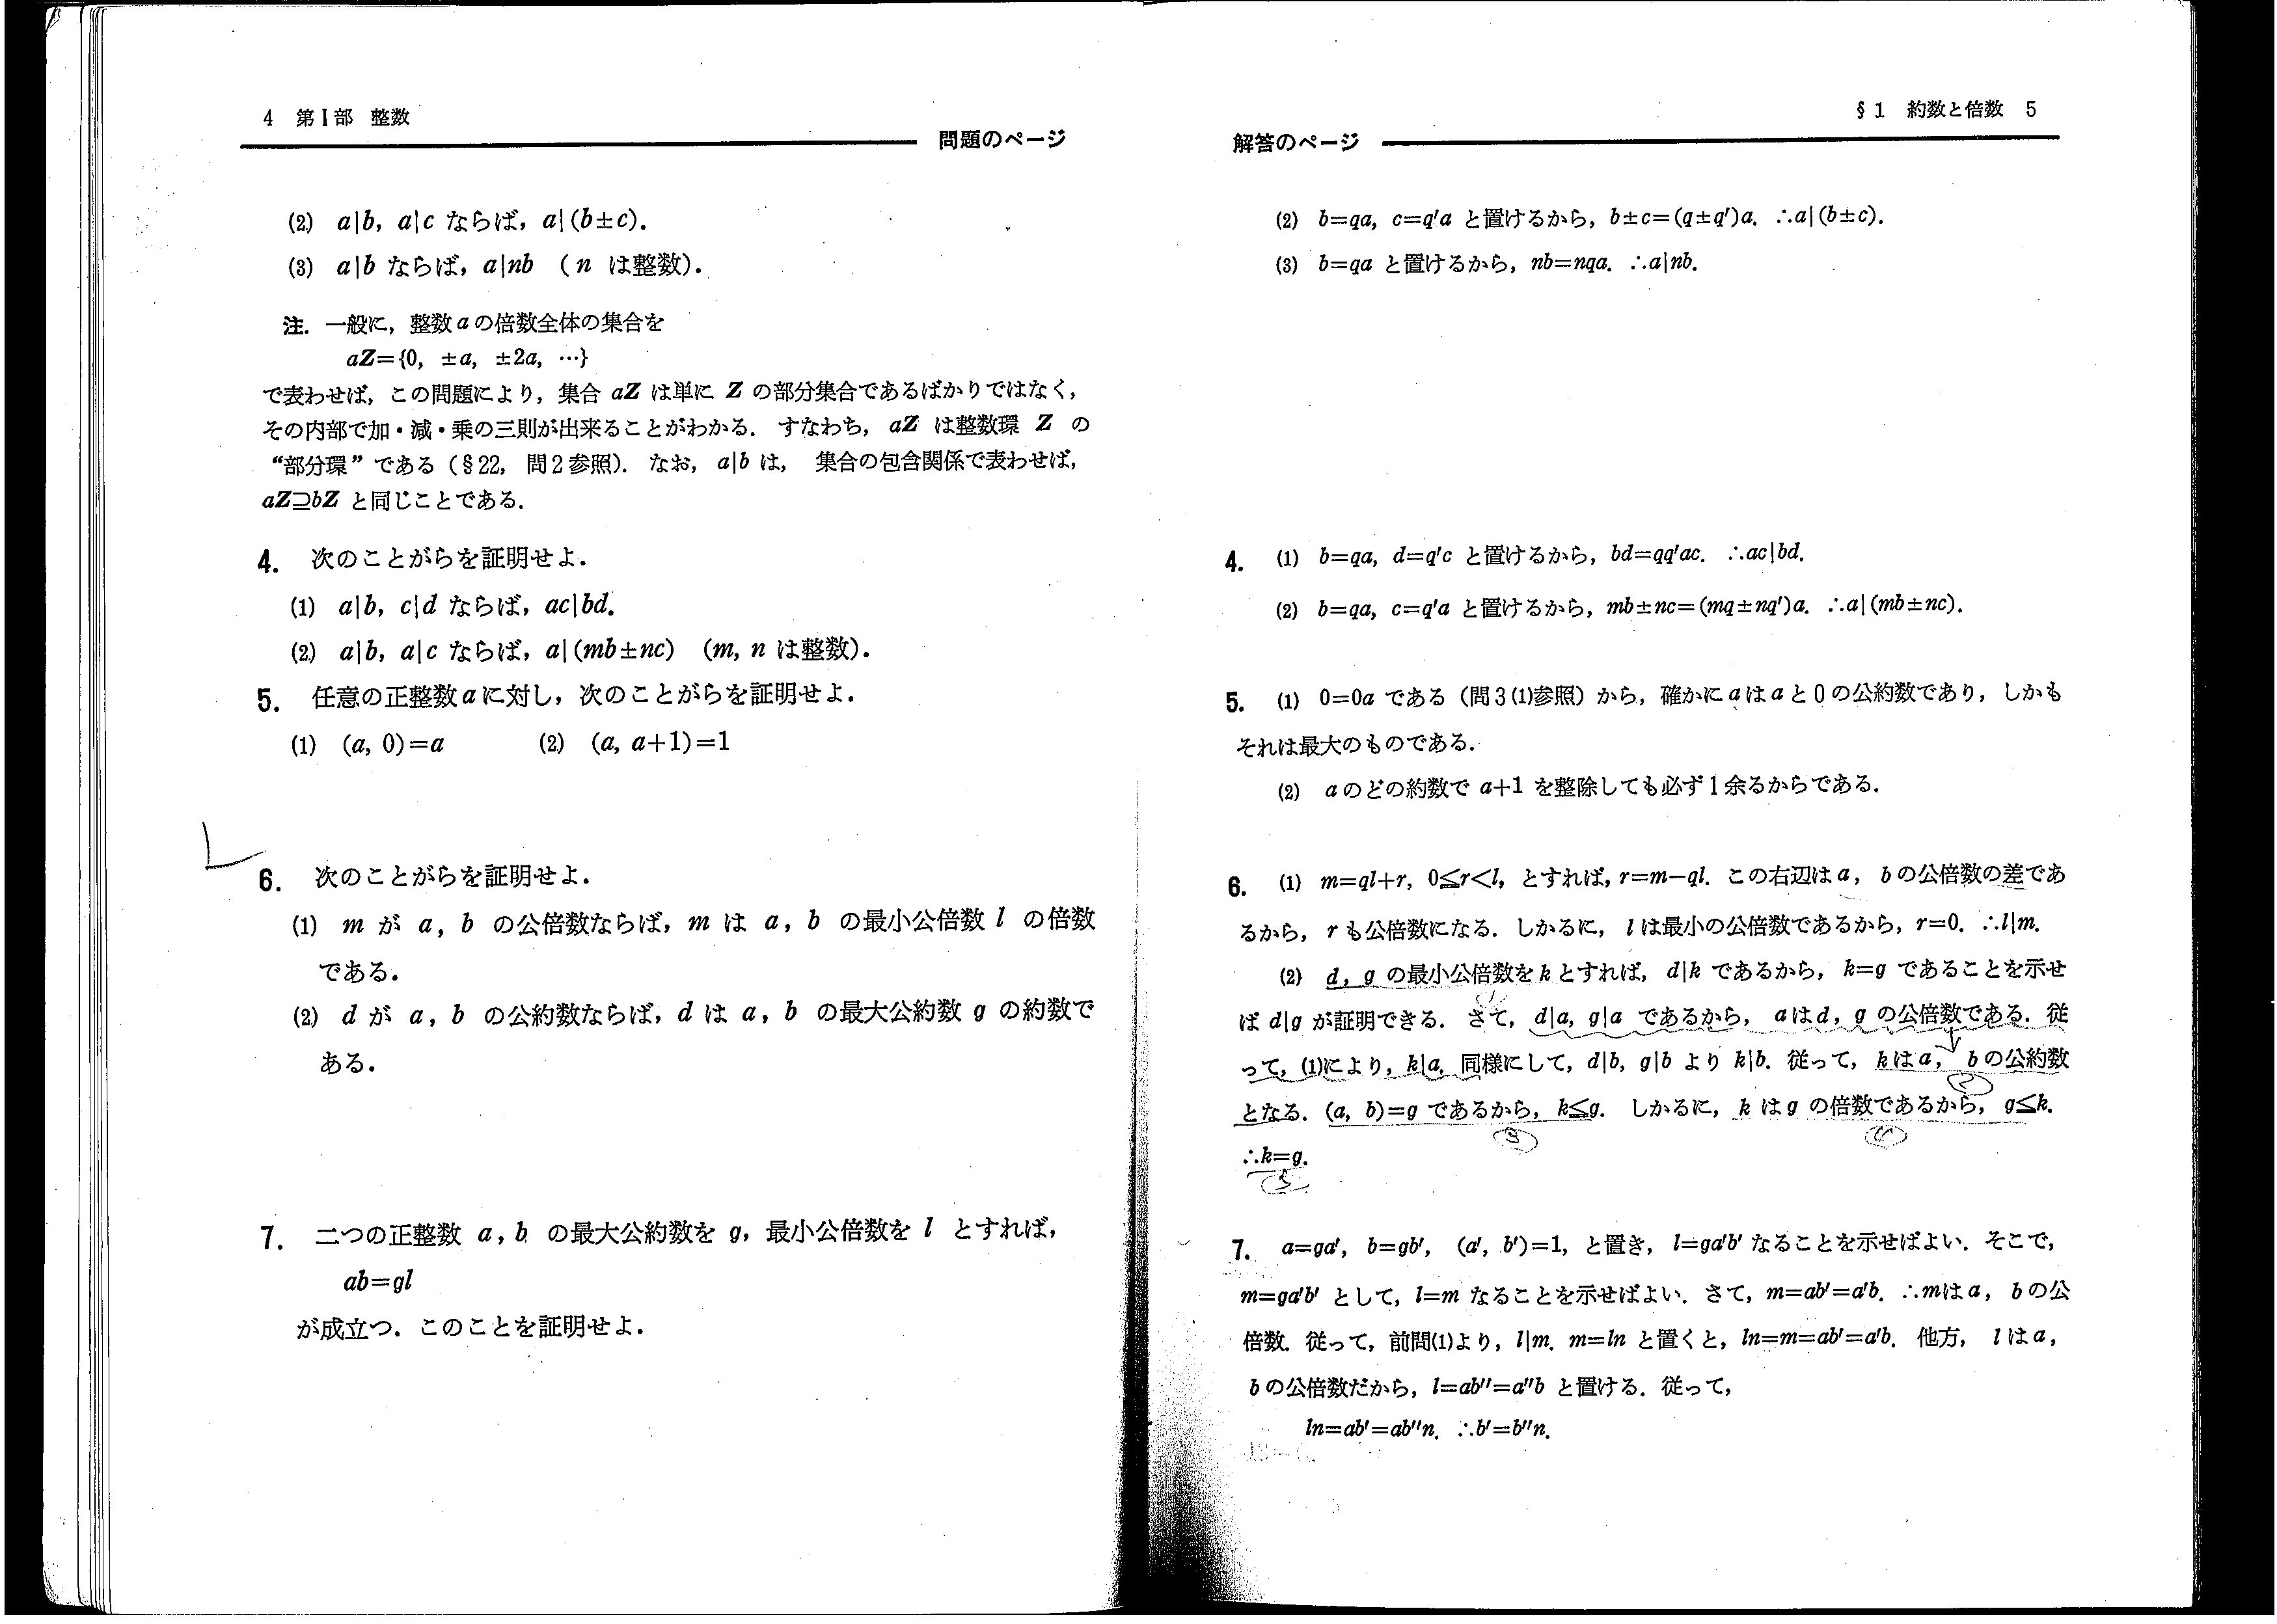 4 第Ⅰ部 整数
問題のページ
(2) a|b, a|c ならば, a|(b±c).
(3) a|b ならば, a|nb (n は整数).
注. 一般に, 整数 a の倍数全体の集合を
aZ={0, ±a, ±2a, …}
で表わせば, この問題により, 集合 aZ は単に Z の部分集合であるばかりではなく,
その内部で加・減・乗の三則が出来ることがわかる. すなわち, aZ は整数環 Z の
“部分環”である (§22, 問2参照). なお, a|b は, 集合の包含関係で表わせば,
aZ⊇bZ と同じことである.
4. 次のことがらを証明せよ.
(1) a|b, c|d ならば, ac|bd.
(2) a|b, a|c ならば, a|(mb±nc) (m, n は整数).
5. 任意の正整数 a に対し, 次のことがらを証明せよ.
(1) (a, 0)=a (2) (a, a+1)=1
6. 次のことがらを証明せよ.
(1) m が a, b の公倍数ならば, m は a, b の最小公倍数 l の倍数
である.
(2) d が a, b の公約数ならば, d は a, b の最大公約数 g の約数で
ある.
7. 二つの正整数 a, b の最大公約数を g, 最小公倍数を l とすれば,
ab=gl
が成立つ. このことを証明せよ.
§1 約数と倍数 5
解答のページ
(2) b=qa, c=q′a と置けるから, b±c=(q±q′)a. ∴a|(b±c).
(3) b=qa と置けるから, nb=nqa. ∴a|nb.
4. (1) b=qa, d=q′c と置けるから, bd=qq′ac. ∴ac|bd.
(2) b=qa, c=q′a と置けるから, mb±nc=(mq±nq′)a. ∴a|(mb±nc).
5. (1) 0=0a である (問3(1)参照) から, 確かに a は a と 0 の公約数であり, しかも
それは最大のものである.
(2) a のどの約数で a+1 を整除しても必ず1余るからである.
6. (1) m=ql+r, 0≦r<l, とすれば, r=m−ql. この右辺は a, b の公倍数の差であ
るから, r も公倍数になる. しかるに, l は最小の公倍数であるから, r=0. ∴l|m.
(2) d, g の最小公倍数を k とすれば, d|k であるから, k=g であることを示せ
ば d|g が証明できる. さて, d|a, g|a であるから, a は d, g の公倍数である. 従
って, (1)により, k|a. 同様にして, d|b, g|b より k|b. 従って, k は a, b の公約数
②
となる. (a, b)=g であるから, k≦g. しかるに, k は g の倍数であるから, g≦k.
③
∴k=g.
⑤
7. a=ga′, b=gb′, (a′, b′)=1, と置き, l=ga′b′ なることを示せばよい. そこで,
m=ga′b′ として, l=m なることを示せばよい. さて, m=ab′=a′b. ∴m は a, b の公
倍数. 従って, 前問(1)より, l|m. m=ln と置くと, ln=m=ab′=a′b. 他方, l は a,
b の公倍数だから, l=ab″=a″b と置ける. 従って,
ln=ab′=ab″n. ∴b′=b″n.